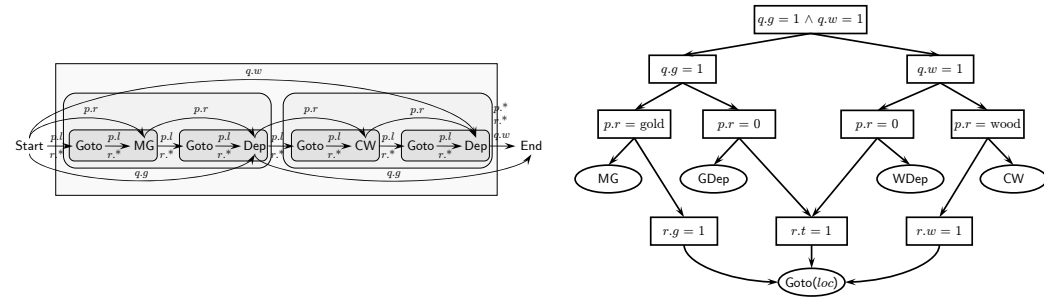 q.w
p.r
p.r
p.r
p.r
p.*
r.*
Start
p.l
r.*
Goto
p.l
r.*
MG
p.l
r.*
Goto
p.l
r.*
Dep
p.l
r.*
Goto
p.l
r.*
CW
p.l
r.*
Goto
p.l
r.*
Dep
q.w
End
q.g
q.g
q.g = 1 ∧ q.w = 1
q.g = 1
q.w = 1
p.r = gold
p.r = 0
p.r = 0
p.r = wood
MG
GDep
WDep
CW
r.g = 1
r.t = 1
r.w = 1
Goto(loc)